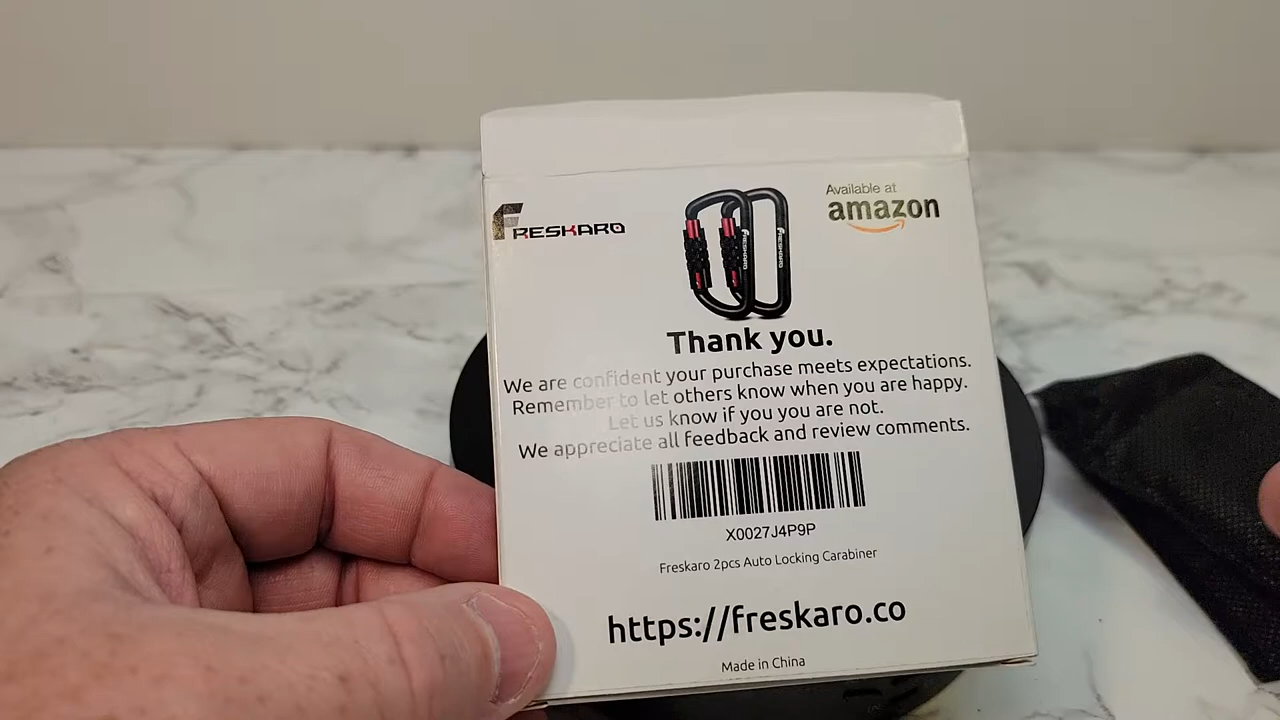 FRESKARO
Available at
amazon
FRESKARO
FRESKARO
Thank you.
We are confident your purchase meets expectations.
Remember to let others know when you are happy.
Let us know if you you are not.
We appreciate all feedback and review comments.
X0027J4P9P
Freskaro 2pcs Auto Locking Carabiner
https://freskaro.co
Made in China